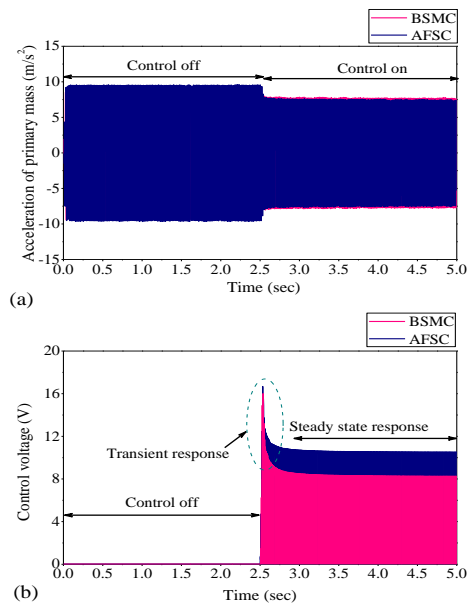 BSMC
AFSC
Acceleration of primary mass (m/s²)
15
10
5
0
-5
-10
-15
Control off
Control on
0.0 0.5 1.0 1.5 2.0 2.5 3.0 3.5 4.0 4.5 5.0
Time (sec)
(a)
BSMC
AFSC
Control voltage (V)
20
16
12
8
4
0
Transient response
Steady state response
Control off
0.0 0.5 1.0 1.5 2.0 2.5 3.0 3.5 4.0 4.5 5.0
Time (sec)
(b)